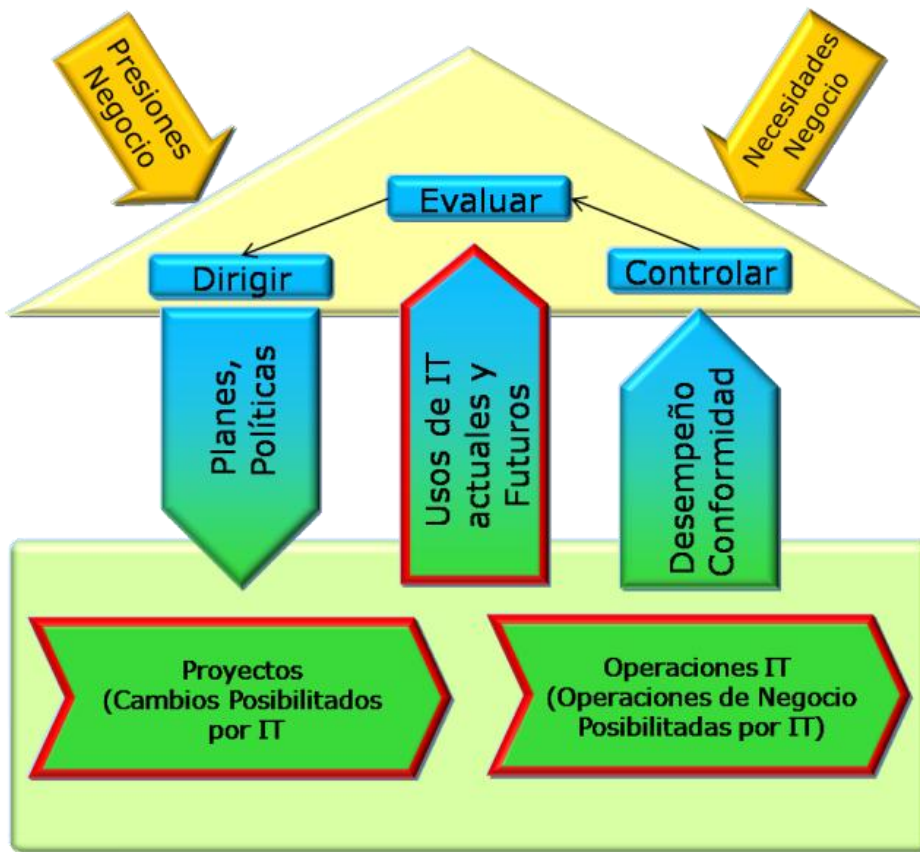 Presiones
Negocio
Necesidades
Negocio
Evaluar
Dirigir
Controlar
Planes,
Políticas
Usos de IT
actuales y
Futuros
Desempeño
Conformidad
Proyectos
(Cambios Posibilitados
por IT
Operaciones IT
(Operaciones de Negocio
Posibilitadas por IT)